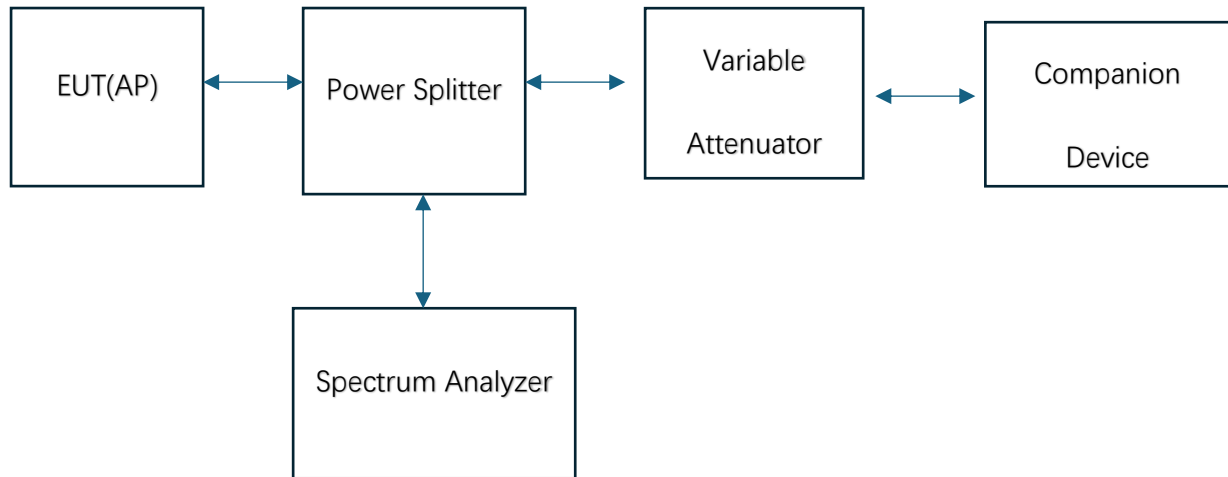 EUT(AP)
Power Splitter
Variable
Attenuator
Companion
Device
Spectrum Analyzer